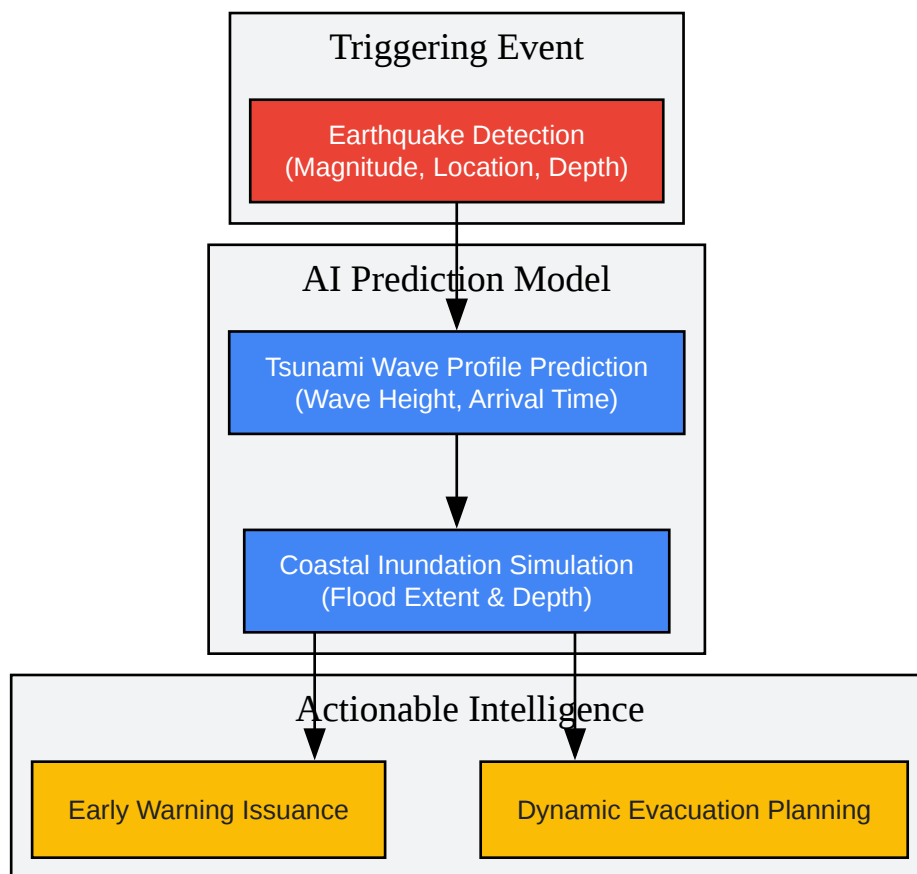 Triggering Event
Earthquake Detection
(Magnitude, Location, Depth)
AI Prediction Model
Tsunami Wave Profile Prediction
(Wave Height, Arrival Time)
Coastal Inundation Simulation
(Flood Extent & Depth)
Actionable Intelligence
Early Warning Issuance
Dynamic Evacuation Planning